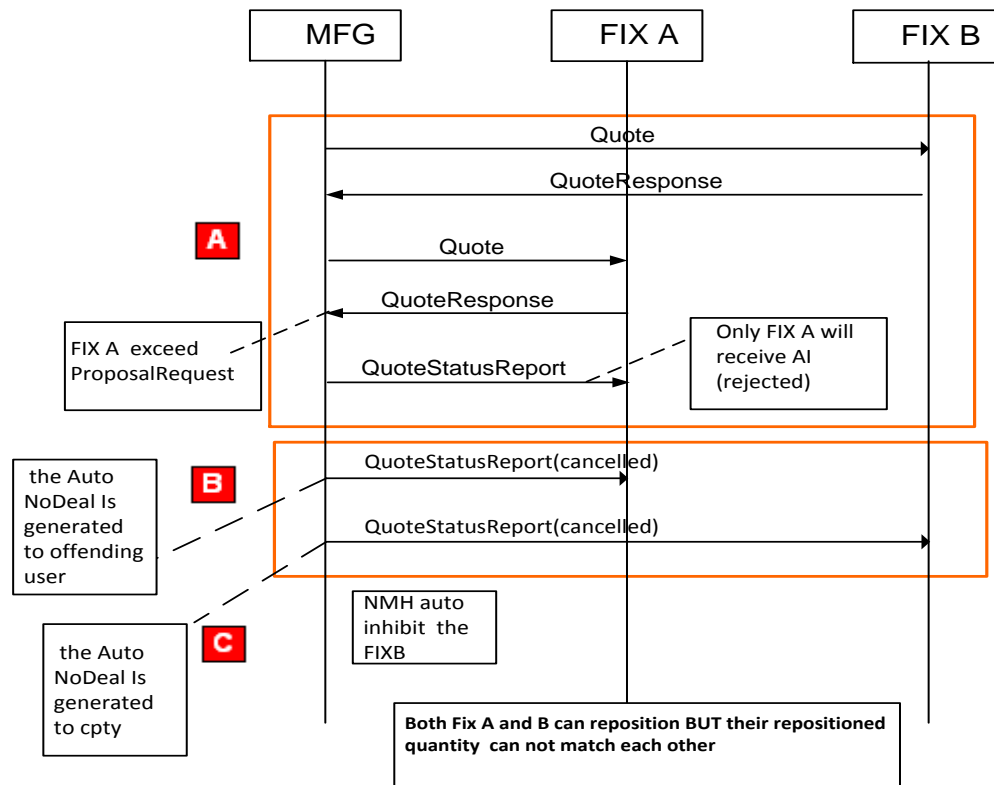 MFG
FIX A
FIX B
Quote
QuoteResponse
A
Quote
QuoteResponse
FIX A exceed
ProposalRequest
Only FIX A will
receive AI
(rejected)
QuoteStatusReport
QuoteStatusReport(cancelled)
B
the Auto
NoDeal Is
generated
to offending
user
QuoteStatusReport(cancelled)
NMH auto
inhibit the
FIXB
C
the Auto
NoDeal Is
generated
to cpty
Both Fix A and B can reposition BUT their repositioned
quantity can not match each other